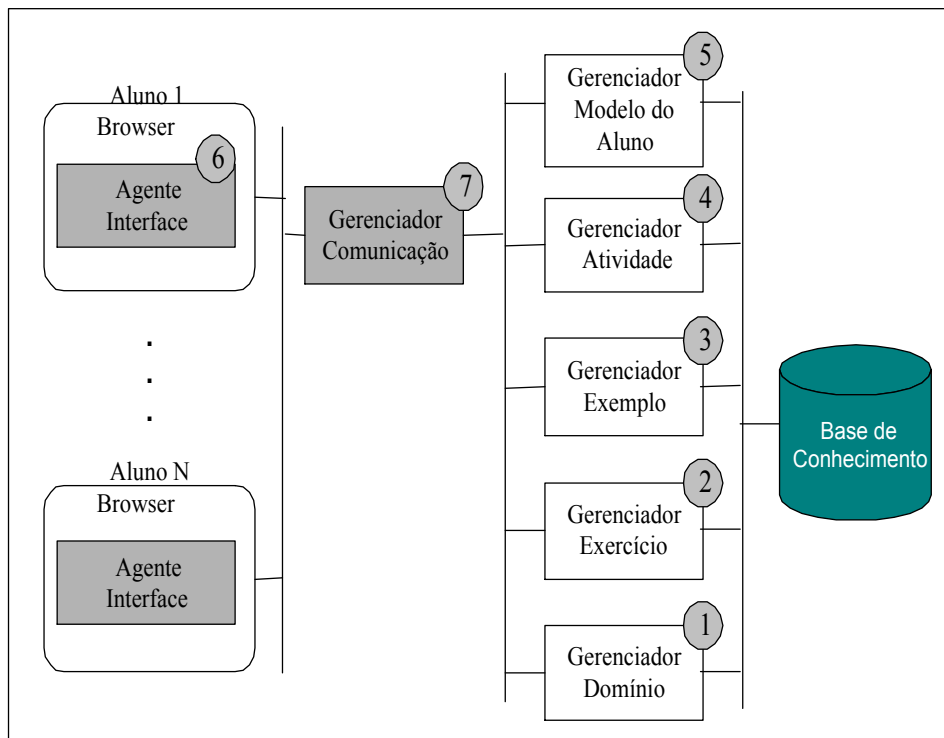 Aluno 1
Browser
6
Agente
Interface
.
.
.
Aluno N
Browser
Agente
Interface
7
Gerenciador
Comunicação
5
Gerenciador
Modelo do
Aluno
4
Gerenciador
Atividade
3
Gerenciador
Exemplo
2
Gerenciador
Exercício
1
Gerenciador
Domínio
Base de
Conhecimento